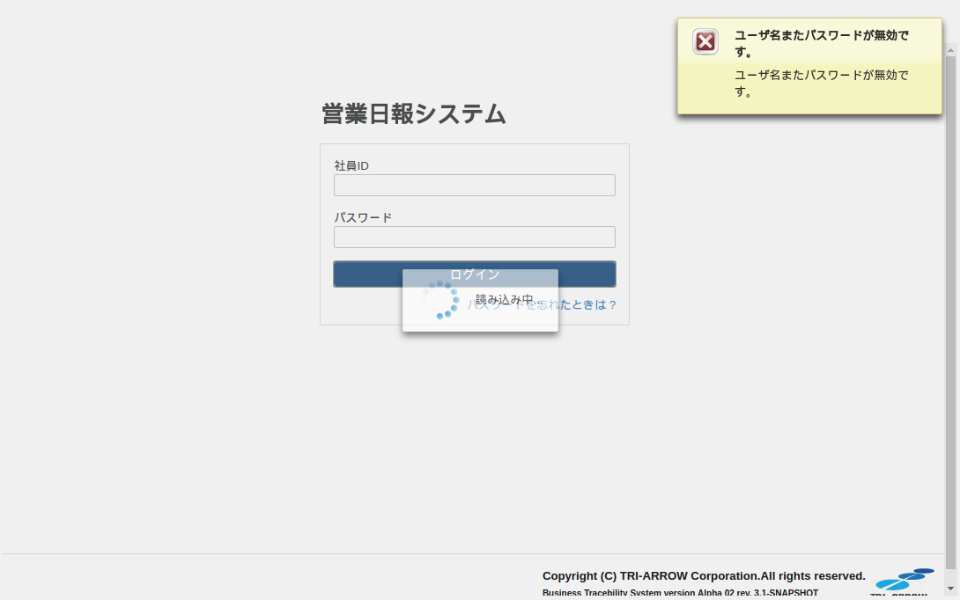 ユーザ名またパスワードが無効で
す。
ユーザ名またパスワードが無効で
す。
営業日報システム
社員ID
パスワード
ログイン
読み込み中...
パスワードを忘れたときは？
Copyright (C) TRI-ARROW Corporation.All rights reserved.
Business Tracebility System version Alpha 02 rev. 3.1-SNAPSHOT
TRI-ARROW